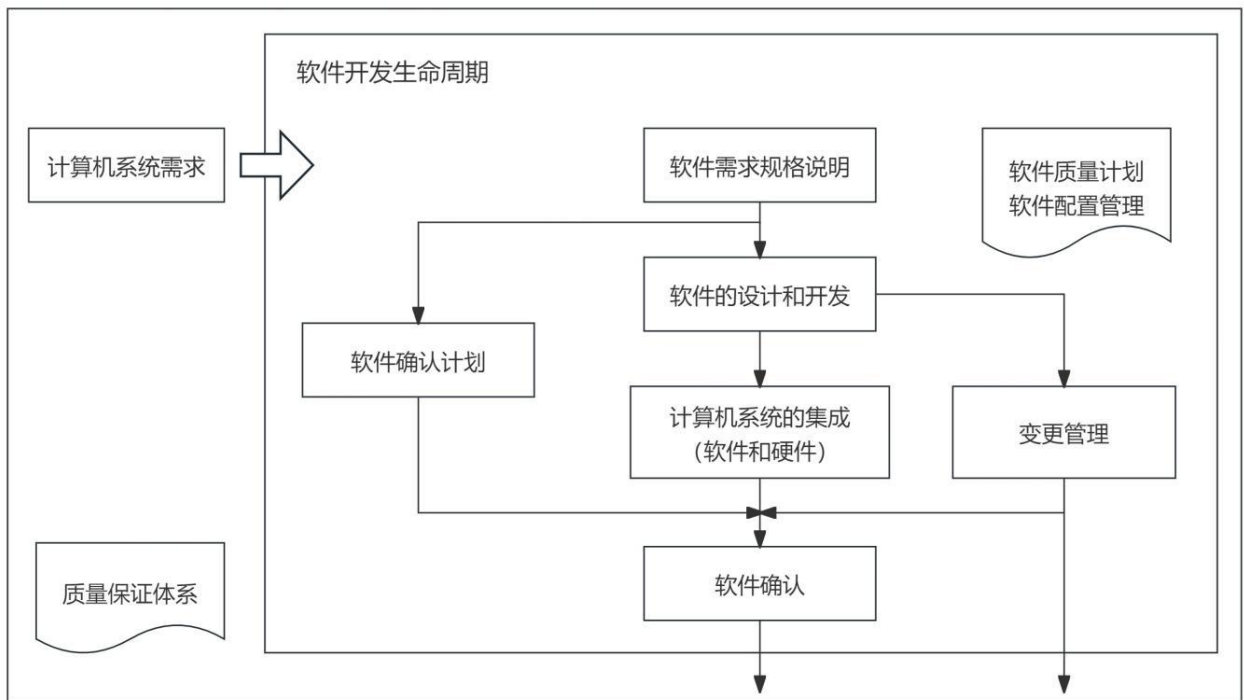 软件开发生命周期
计算机系统需求
软件需求规格说明
软件质量计划
软件配置管理
软件的设计和开发
软件确认计划
计算机系统的集成
（软件和硬件）
变更管理
软件确认
质量保证体系